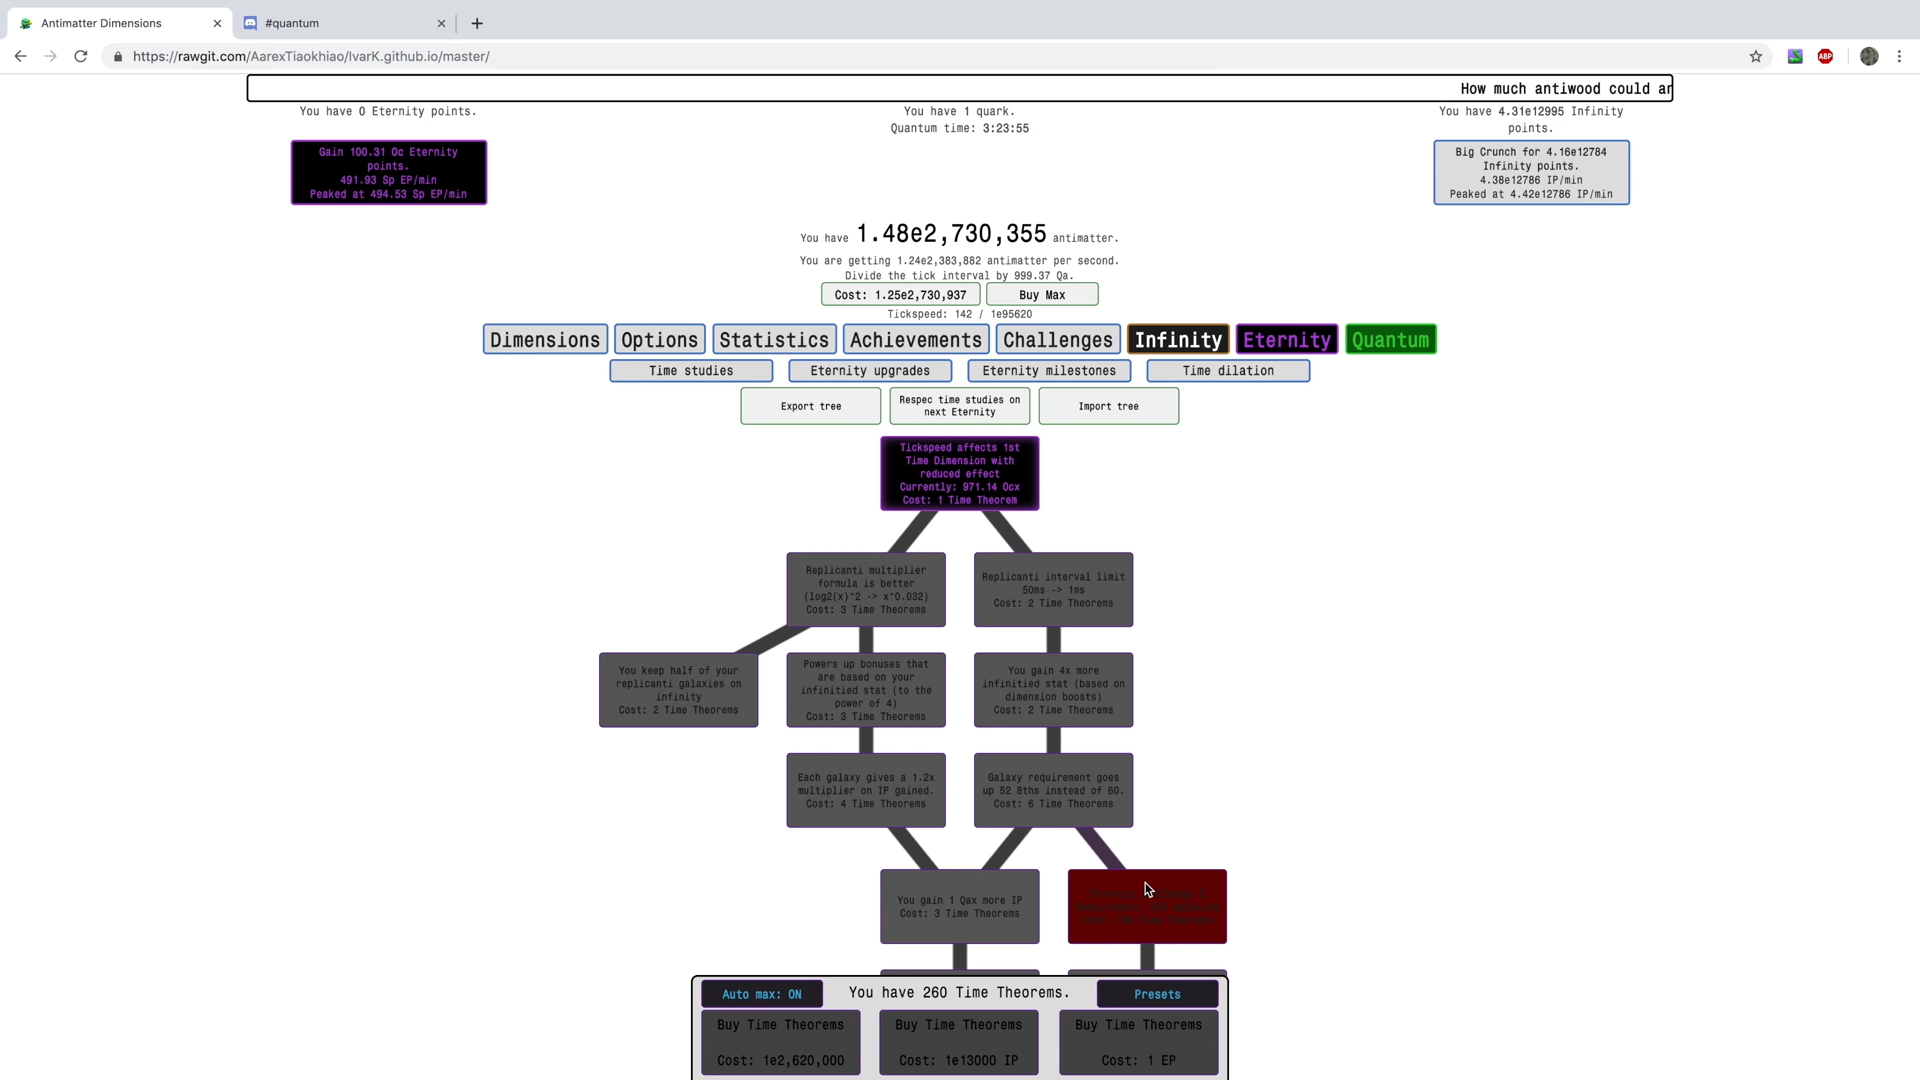 Antimatter Dimensions
#quantum
https://rawgit.com/AarexTiaokhiao/IvarK.github.io/master/
ABP
How much antiwood could an
You have 0 Eternity points.
You have 1 quark.
Quantum time: 3:23:55
You have 4.31e12995 Infinity
points.
Gain 100.31 Oc Eternity
points.
491.93 Sp EP/min
Peaked at 494.53 Sp EP/min
Big Crunch for 4.16e12784
Infinity points.
4.38e12786 IP/min
Peaked at 4.42e12786 IP/min
You have 1.48e2,730,355 antimatter.
You are getting 1.24e2,383,882 antimatter per second.
Divide the tick interval by 999.37 Qa.
Cost: 1.25e2,730,937
Buy Max
Tickspeed: 142 / 1e95620
Dimensions
Options
Statistics
Achievements
Challenges
Infinity
Eternity
Quantum
Time studies
Eternity upgrades
Eternity milestones
Time dilation
Export tree
Respec time studies on
next Eternity
Import tree
Tickspeed affects 1st
Time Dimension with
reduced effect
Currently: 971.14 Ocx
Cost: 1 Time Theorem
Replicanti multiplier
formula is better
(log2(x)^2 -> x^0.032)
Cost: 3 Time Theorems
Replicanti interval limit
50ms -> 1ms
Cost: 2 Time Theorems
You keep half of your
replicanti galaxies on
infinity
Cost: 2 Time Theorems
Powers up bonuses that
are based on your
infinitied stat (to the
power of 4)
Cost: 3 Time Theorems
You gain 4x more
infinitied stat (based on
dimension boosts)
Cost: 2 Time Theorems
Each galaxy gives a 1.2x
multiplier on IP gained.
Cost: 4 Time Theorems
Galaxy requirement goes
up 52 8ths instead of 60.
Cost: 6 Time Theorems
You gain 1 Qax more IP
Cost: 3 Time Theorems
Auto max: ON
You have 260 Time Theorems.
Presets
Buy Time Theorems
Cost: 1e2,620,000
Buy Time Theorems
Cost: 1e13000 IP
Buy Time Theorems
Cost: 1 EP